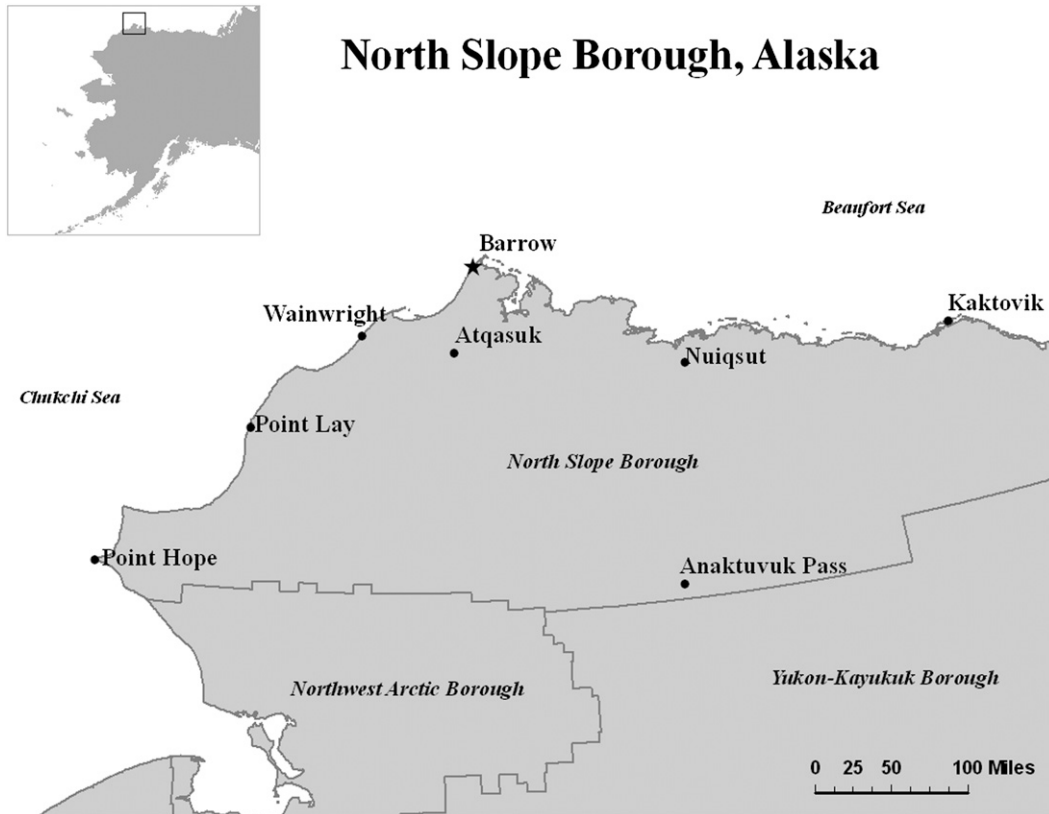 North Slope Borough, Alaska
Beaufort Sea
Barrow
Kaktovik
Wainwright
Atqasuk
Nuiqsut
Chukchi Sea
Point Lay
North Slope Borough
Point Hope
Anaktuvuk Pass
Northwest Arctic Borough
Yukon-Kayukuk Borough
0 25 50 100 Miles